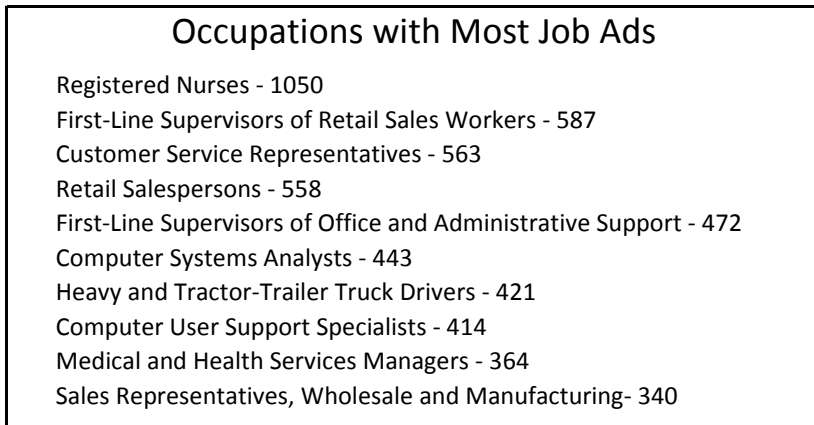 Occupations with Most Job Ads
Registered Nurses - 1050
First-Line Supervisors of Retail Sales Workers - 587
Customer Service Representatives - 563
Retail Salespersons - 558
First-Line Supervisors of Office and Administrative Support - 472
Computer Systems Analysts - 443
Heavy and Tractor-Trailer Truck Drivers - 421
Computer User Support Specialists - 414
Medical and Health Services Managers - 364
Sales Representatives, Wholesale and Manufacturing- 340